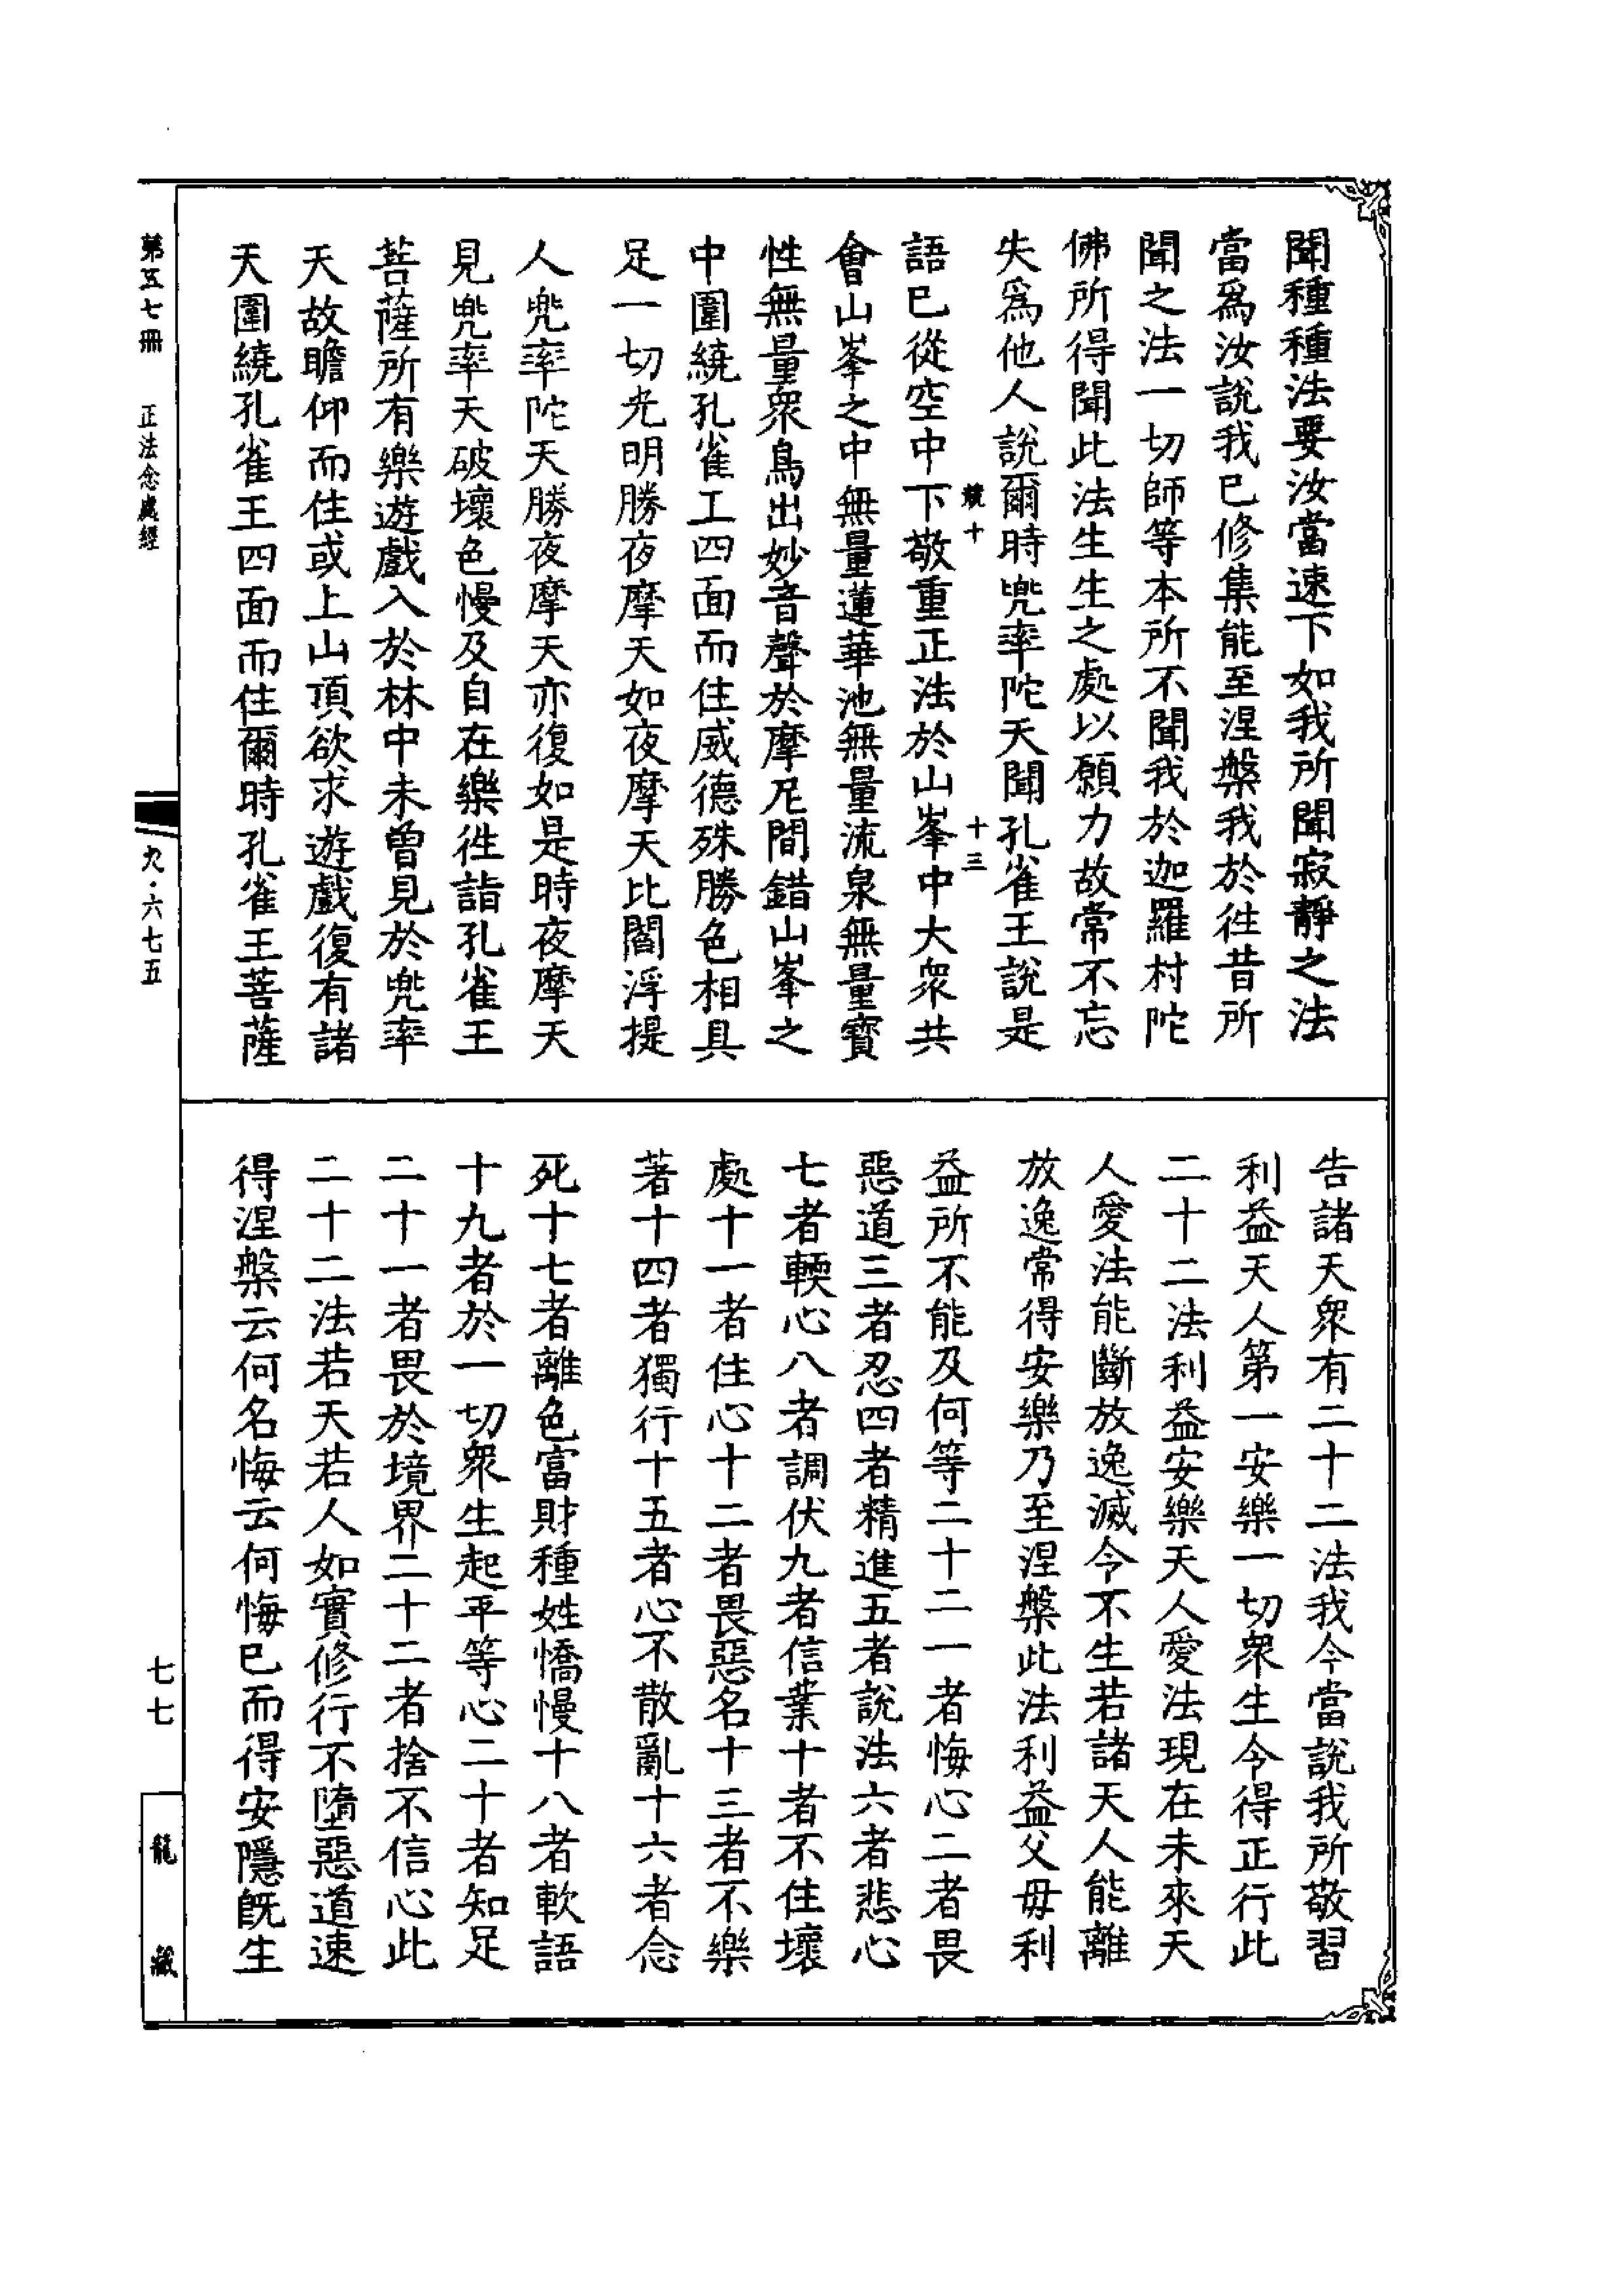 聞種種法要汝當速下如我所聞寂靜之法
當爲汝說我已修集能至涅槃我於往昔所
聞之法一切師等本所不聞我於迦羅村陀
佛所得聞此法生生之處以願力故常不忘
失爲他人說爾時兜率陀天聞孔雀王說是
十三
語已從空中下敬重正法於山峯中大衆共
會山峯之中無量蓮華池無量流泉無量寶
性無量衆鳥出妙音聲於摩尼間錯山峯之
中圍繞孔雀工四面而住威德殊勝色相具
足一切光明勝夜摩天如夜摩天比閻浮提
人兜率陀天勝夜摩天亦復如是時夜摩天
見兜率天破壞色慢及自在樂徃詣孔雀王
菩薩所有樂遊戲入於林中未曾見於兜率
天故瞻仰而住或上山頂欲求遊戲復有諸
天圍繞孔雀王四面而住爾時孔雀王菩薩
告諸天衆有二十二法我今當說我所敬習
利益天人第一安樂一切衆生令得正行此
二十二法利益安樂天人愛法現在未來天
人愛法能斷放逸滅令不生若諸天人能離
放逸常得安樂乃至涅槃此法利益父母利
益所不能及何等二十二一者悔心二者畏
惡道三者忍四者精進五者說法六者悲心
七者輭心八者調伏九者信業十者不住壞
處十一者住心十二者畏惡名十三者不樂
著十四者獨行十五者心不散亂十六者念
死十七者離色富財種姓憍慢十八者軟語
十九者於一切衆生起平等心二十者知足
二十一者畏於境界二十二者捨不信心此
二十二法若天若人如實修行不墮惡道速
得涅槃云何名悔云何悔已而得安隱旣生
第五七冊 正法念處經
九·六七五
七七
龍藏